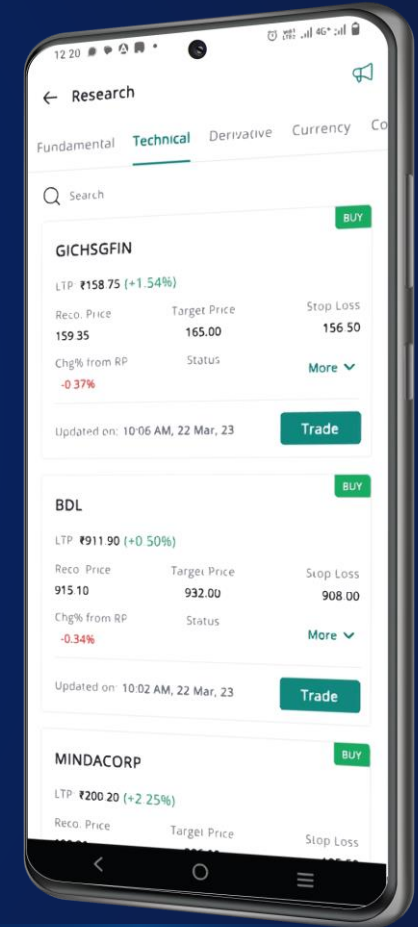 12:20
4G+
← Research
Fundamental Technical Derivative Currency Co
Search
BUY
GICHSGFIN
LTP ₹158.75 (+1.54%)
Reco. Price Target Price Stop Loss
159.35 165.00 156.50
Chg% from RP Status
-0.37% More
Updated on: 10:06 AM, 22 Mar, 23 Trade
BUY
BDL
LTP ₹911.90 (+0.50%)
Reco. Price Target Price Stop Loss
915.10 932.00 908.00
Chg% from RP Status
-0.34% More
Updated on: 10:02 AM, 22 Mar, 23 Trade
BUY
MINDACORP
LTP ₹200.20 (+2.25%)
Reco. Price Target Price Stop Loss